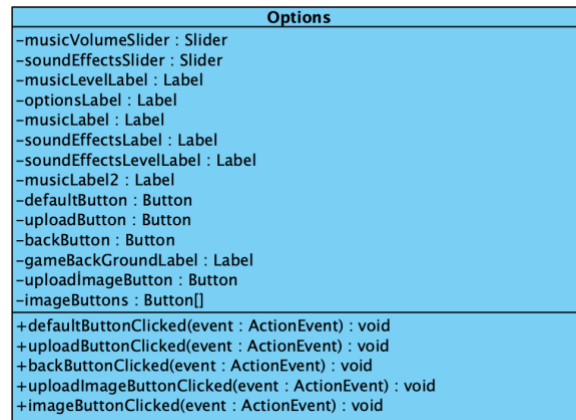 Options
-musicVolumeSlider : Slider
-soundEffectsSlider : Slider
-musicLevelLabel : Label
-optionsLabel : Label
-musicLabel : Label
-soundEffectsLabel : Label
-soundEffectsLevelLabel : Label
-musicLabel2 : Label
-defaultButton : Button
-uploadButton : Button
-backButton : Button
-gameBackGroundLabel : Label
-uploadİmageButton : Button
-imageButtons : Button[]
+defaultButtonClicked(event : ActionEvent) : void
+uploadButtonClicked(event : ActionEvent) : void
+backButtonClicked(event : ActionEvent) : void
+uploadImageButtonClicked(event : ActionEvent) : void
+imageButtonClicked(event : ActionEvent) : void